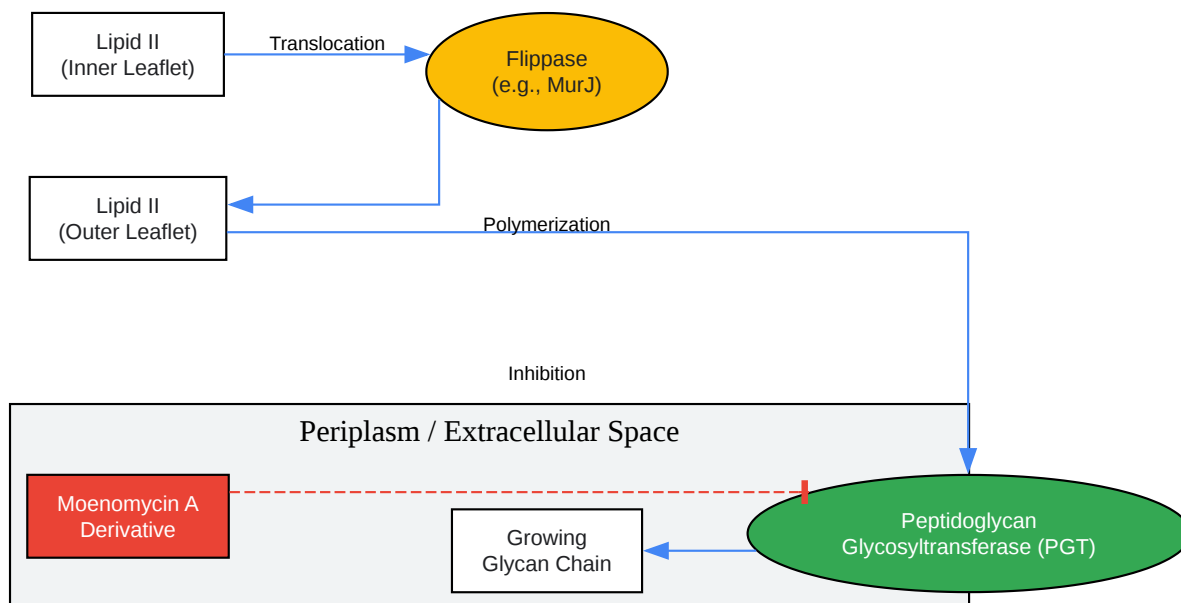 Lipid II
(Inner Leaflet)
Translocation
Flippase
(e.g., MurJ)
Lipid II
(Outer Leaflet)
Polymerization
Inhibition
Periplasm / Extracellular Space
Moenomycin A
Derivative
Growing
Glycan Chain
Peptidoglycan
Glycosyltransferase (PGT)